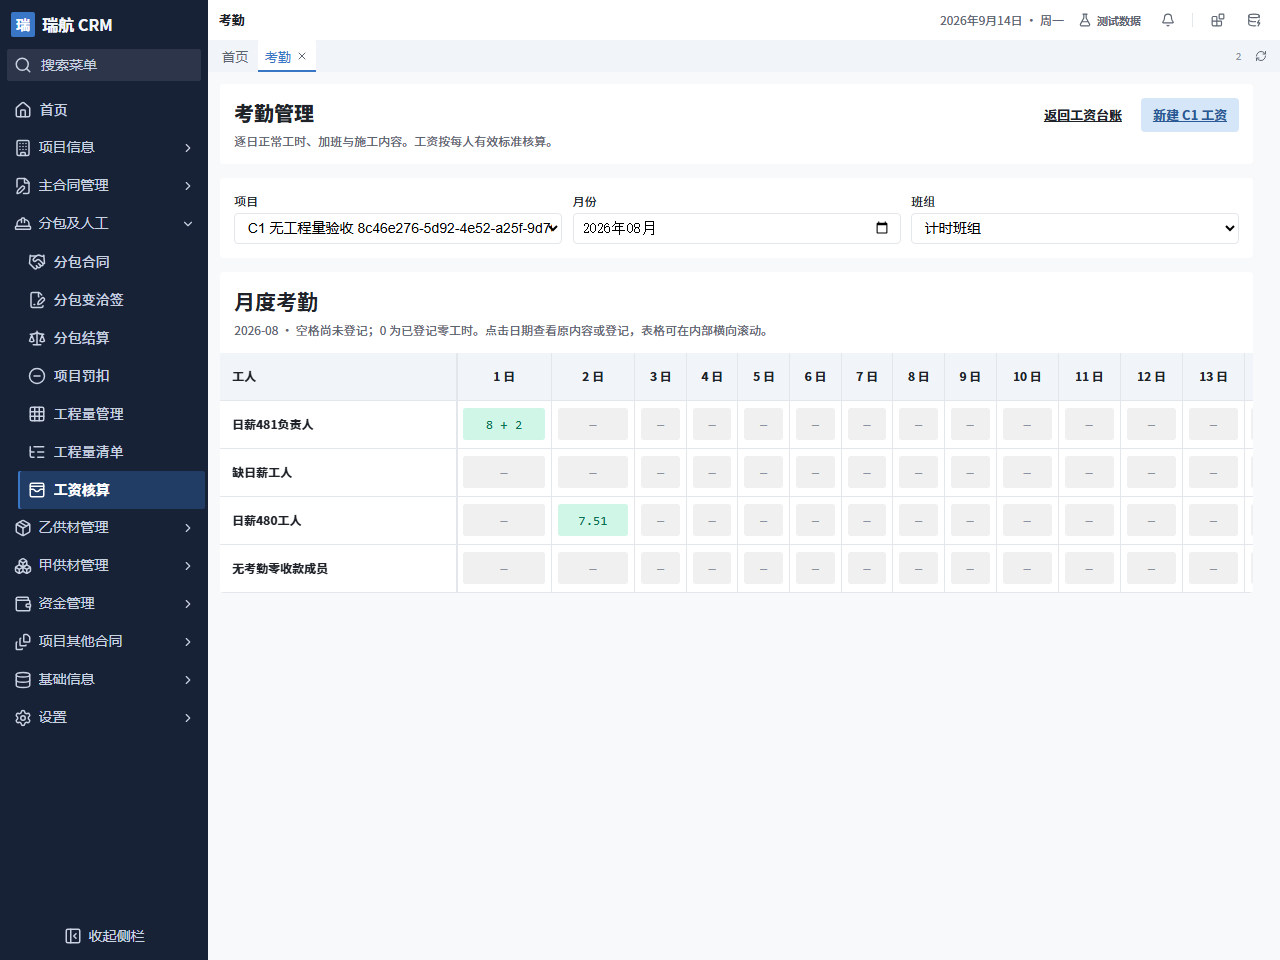 瑞 瑞航 CRM
搜索菜单
首页
项目信息
主合同管理
分包及人工
分包合同
分包变洽签
分包结算
项目罚扣
工程量管理
工程量清单
工资核算
乙供材管理
甲供材管理
资金管理
项目其他合同
基础信息
设置
收起侧栏
考勤 2026年9月14日 • 周一 测试数据
首页 考勤 × 2
考勤管理
逐日正常工时、加班与施工内容。工资按每人有效标准核算。
返回工资台账 新建 C1 工资
项目 月份 班组
C1 无工程量验收 8c46e276-5d92-4e52-a25f-9d7 2026年08月 计时班组
月度考勤
2026-08 • 空格尚未登记；0 为已登记零工时。点击日期查看原内容或登记，表格可在内部横向滚动。
工人 1 日 2 日 3 日 4 日 5 日 6 日 7 日 8 日 9 日 10 日 11 日 12 日 13 日
日薪481负责人 8 + 2 — — — — — — — — — — — —
缺日薪工人 — — — — — — — — — — — — —
日薪480工人 — 7.51 — — — — — — — — — — —
无考勤零收款成员 — — — — — — — — — — — — —